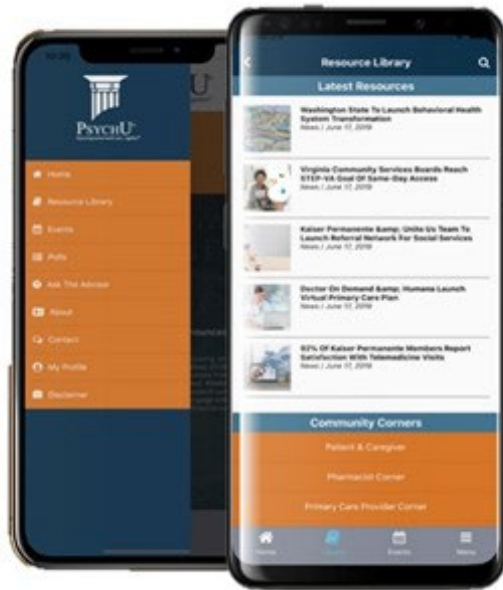 10:20
PSYCHU
Home
Resource Library
Events
Polls
Ask The Advisor
About
Contact
My Profile
Disclaimer
Resource Library
Latest Resources
Washington State To Launch Behavioral Health
System Transformation
News / June 17, 2019
Virginia Community Services Boards Reach
STEP-VA Goal Of Same-Day Access
News / June 17, 2019
Kaiser Permanente &amp; Unite Us Team To
Launch Referral Network For Social Services
News / June 17, 2019
Doctor On Demand &amp; Humana Launch
Virtual Primary Care Plan
News / June 17, 2019
92% Of Kaiser Permanente Members Report
Satisfaction With Telemedicine Visits
News / June 17, 2019
Community Corners
Patient & Caregiver
Pharmacist Corner
Primary Care Provider Corner
Home
Events
Menu